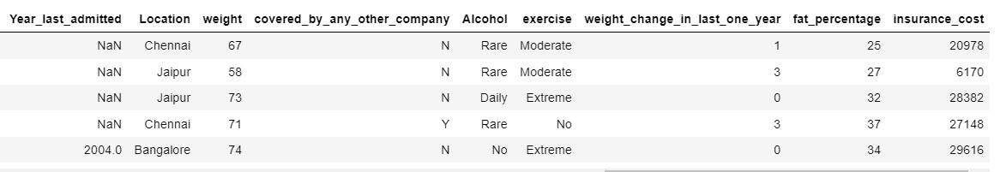 Year_last_admitted Location weight covered_by_any_other_company Alcohol exercise weight_change_in_last_one_year fat_percentage insurance_cost
NaN Chennai 67 N Rare Moderate 1 25 20978
NaN Jaipur 58 N Rare Moderate 3 27 6170
NaN Jaipur 73 N Daily Extreme 0 32 28382
NaN Chennai 71 Y Rare No 3 37 27148
2004.0 Bangalore 74 N No Extreme 0 34 29616